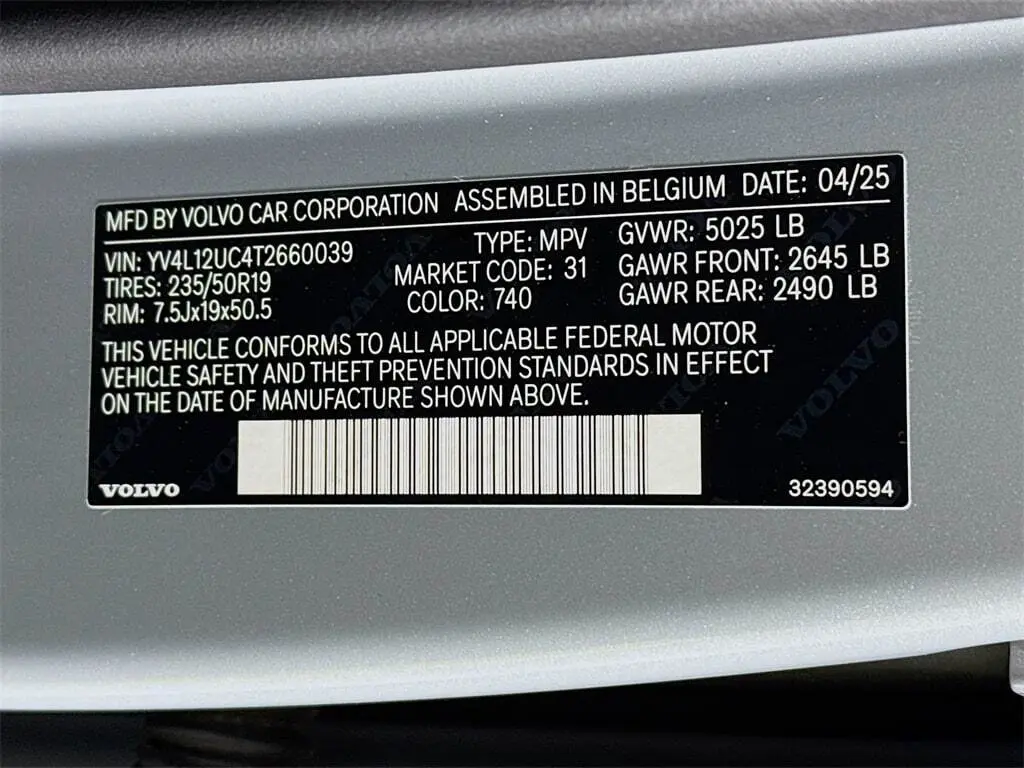 MFD BY VOLVO CAR CORPORATION ASSEMBLED IN BELGIUM DATE: 04/25
VIN: YV4L12UC4T2660039 TYPE: MPV GVWR: 5025 LB
TIRES: 235/50R19 MARKET CODE: 31 GAWR FRONT: 2645 LB
RIM: 7.5Jx19x50.5 COLOR: 740 GAWR REAR: 2490 LB
THIS VEHICLE CONFORMS TO ALL APPLICABLE FEDERAL MOTOR
VEHICLE SAFETY AND THEFT PREVENTION STANDARDS IN EFFECT
ON THE DATE OF MANUFACTURE SHOWN ABOVE.
VOLVO 32390594